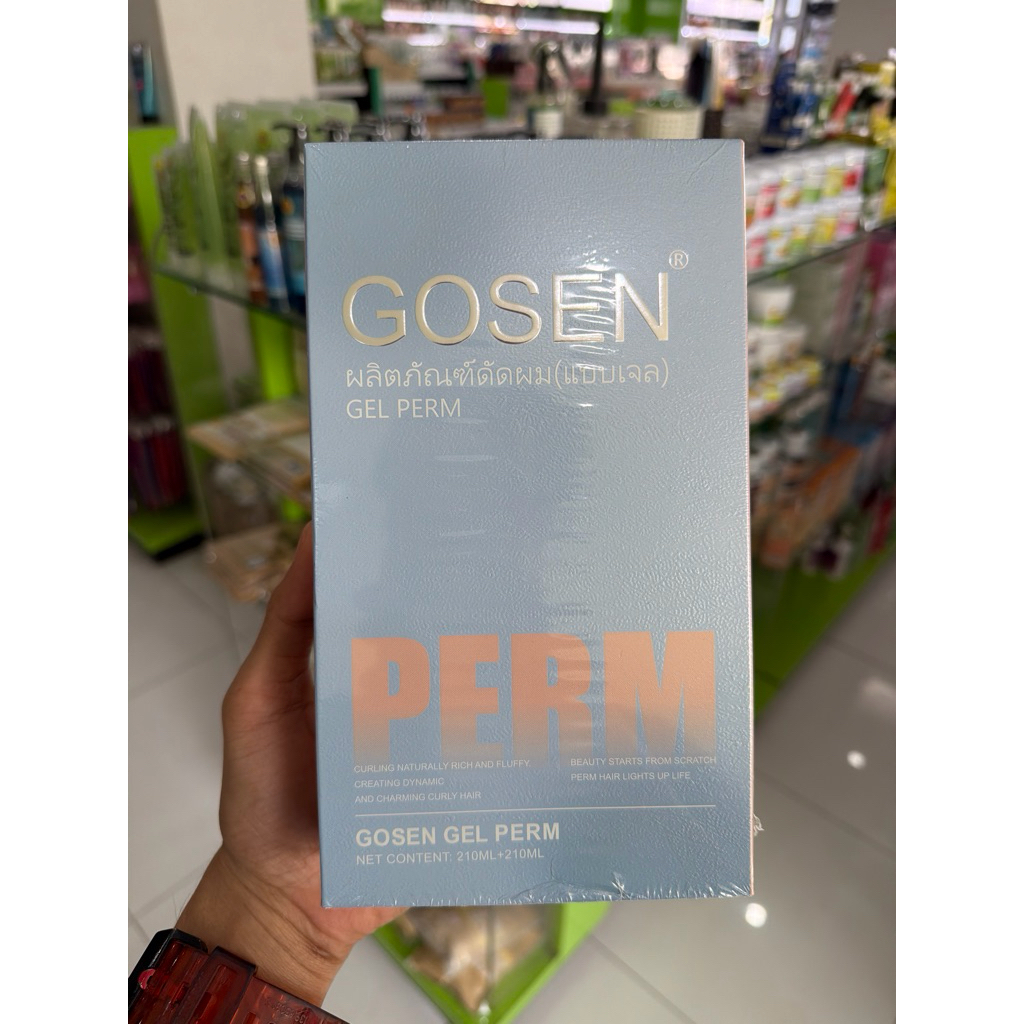 GOSEN®
ผลิตภัณฑ์ดัดผม(แบบเจล)
GEL PERM
PERM
CURLING NATURALLY RICH AND FLUFFY
CREATING DYNAMIC
AND CHARMING CURLY HAIR
BEAUTY STARTS FROM SCRATCH
PERM HAIR LIGHTS UP LIFE
GOSEN GEL PERM
NET CONTENT: 210ML+210ML